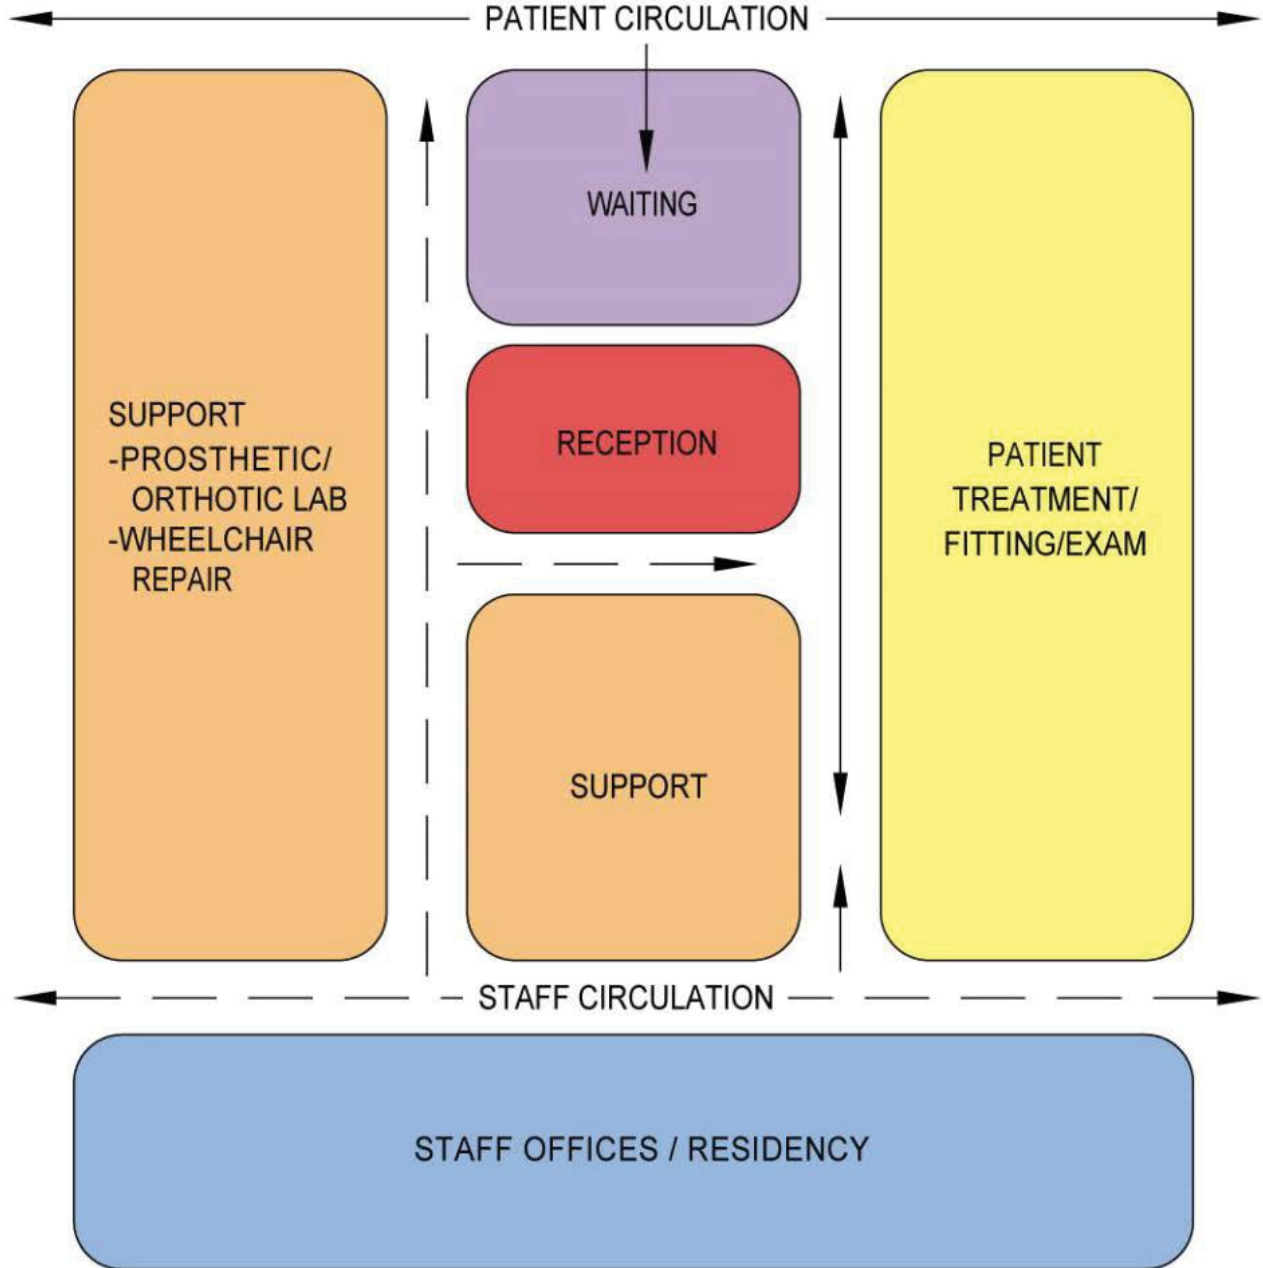 PATIENT CIRCULATION
WAITING
RECEPTION
SUPPORT
-PROSTHETIC/
ORTHOTIC LAB
-WHEELCHAIR
REPAIR
PATIENT
TREATMENT/
FITTING/EXAM
SUPPORT
STAFF CIRCULATION
STAFF OFFICES / RESIDENCY